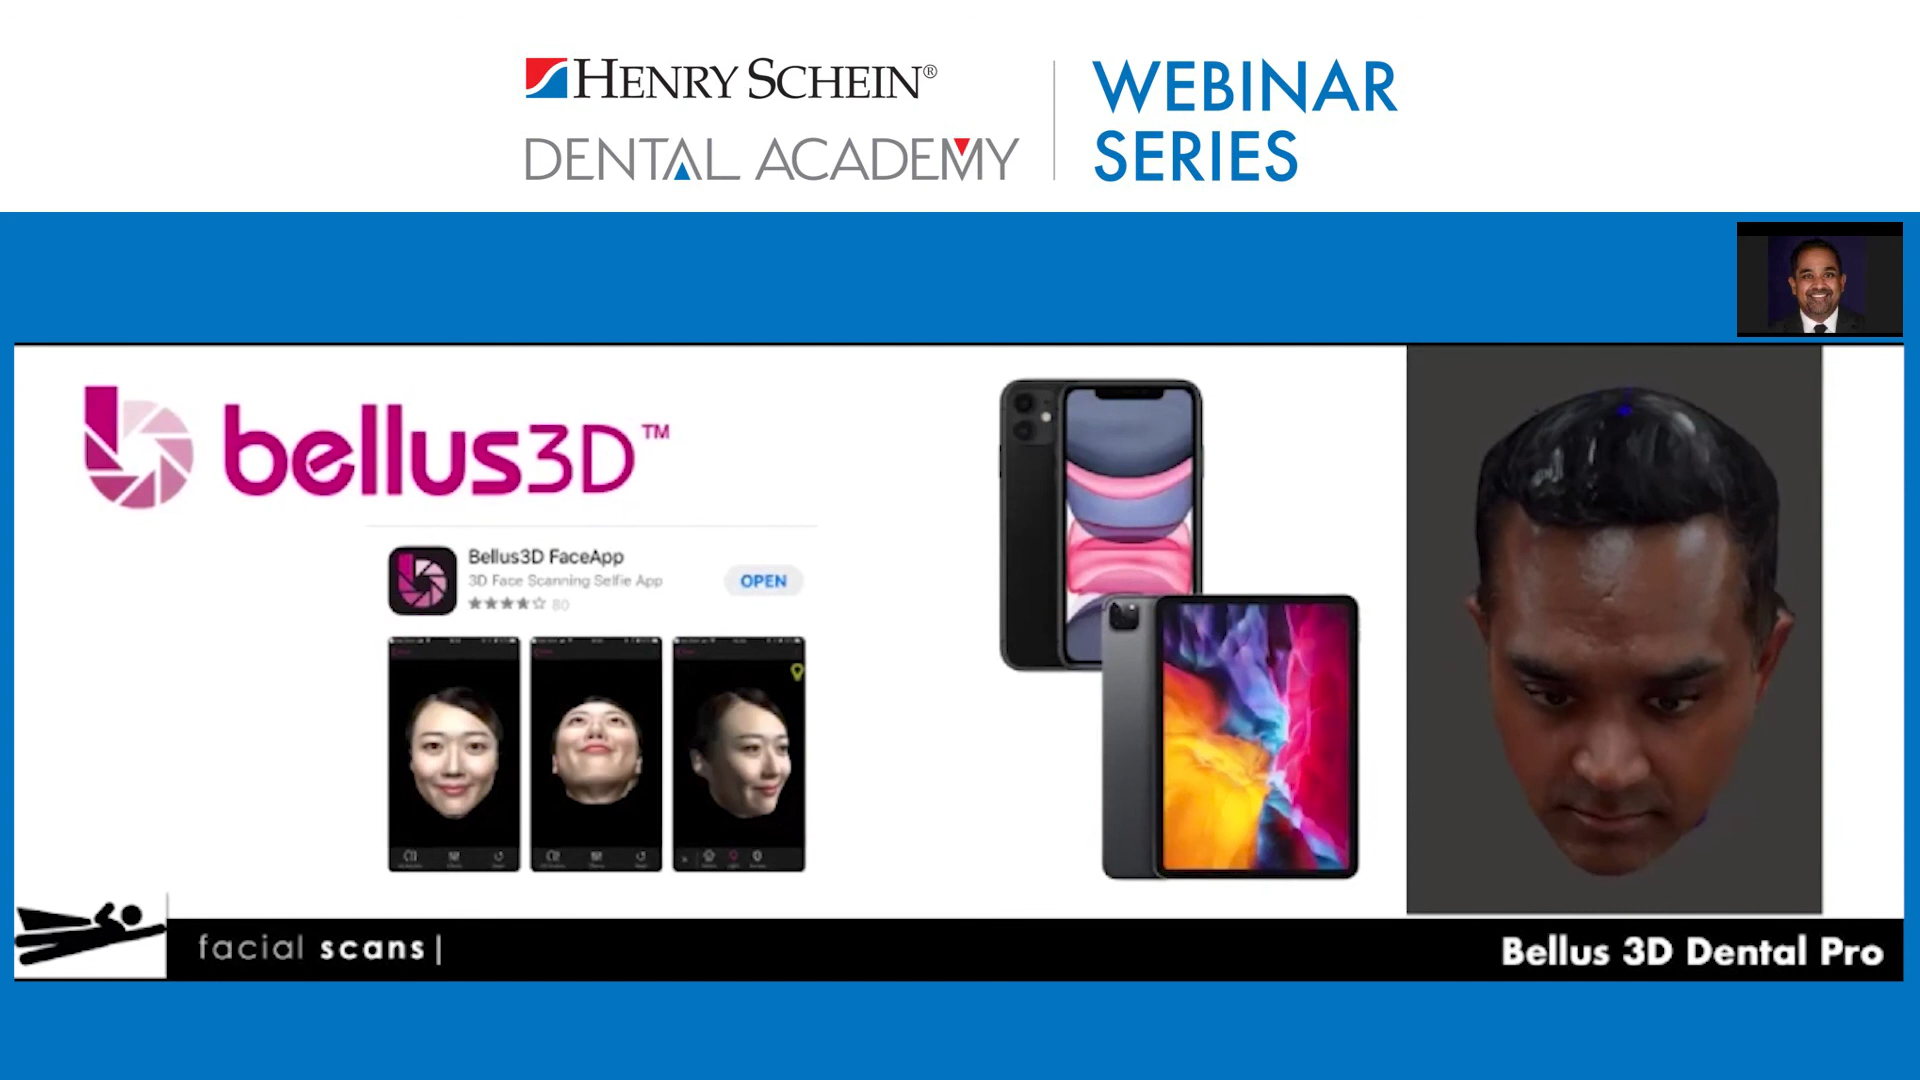 HENRY SCHEIN®
DENTAL ACADEMY
WEBINAR
SERIES
bellus3D™
Bellus3D FaceApp
3D Face Scanning Selfie App
80
OPEN
facial scans|
Bellus 3D Dental Pro